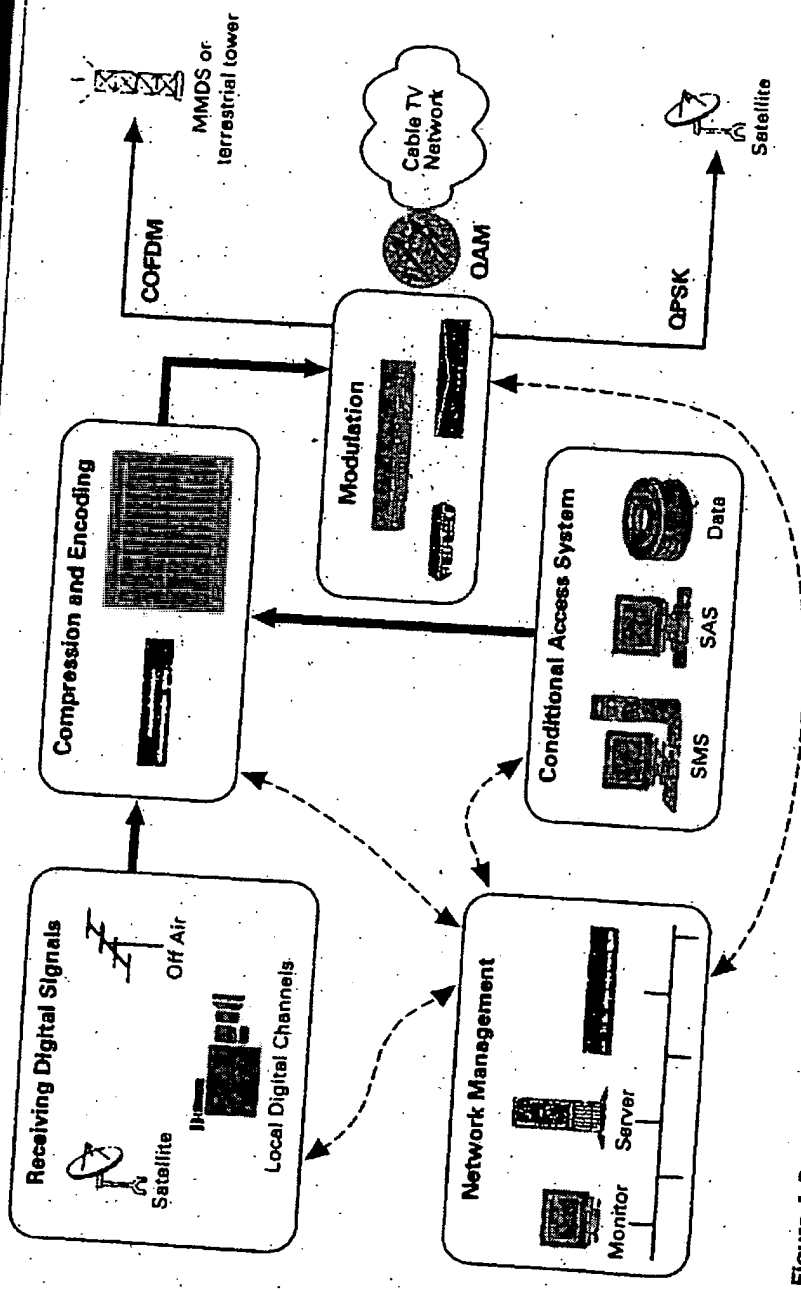 Receiving Digital Signals
Satellite
Off Air
Local Digital Channels
Compression and Encoding
COFDM
MMDS or
terrestrial tower
Modulation
QAM
Cable TV
Network
QPSK
Satellite
Network Management
Monitor
Server
Conditional Access System
SMS
SAS
Data